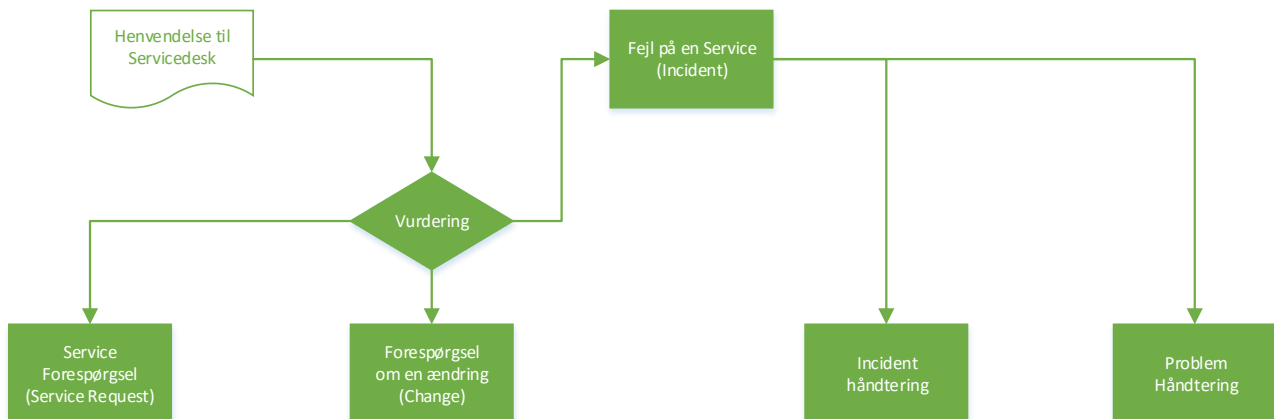 Henvendelse til
Servicedesk
Fejl på en Service
(Incident)
Vurdering
Service
Forespørgsel
(Service Request)
Forespørgsel
om en ændring
(Change)
Incident
håndtering
Problem
Håndtering